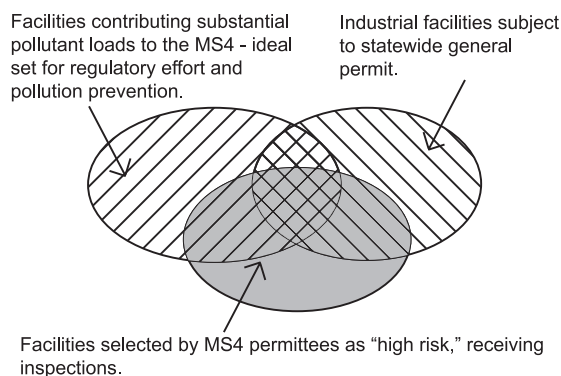 Facilities contributing substantial
pollutant loads to the MS4 - ideal
set for regulatory effort and
pollution prevention.
Industrial facilities subject
to statewide general
permit.
Facilities selected by MS4 permittees as “high risk,” receiving
inspections.